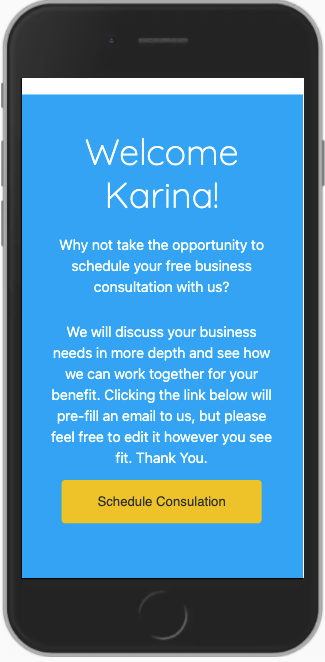 Welcome
Karina!
Why not take the opportunity to
schedule your free business
consultation with us?
We will discuss your business
needs in more depth and see how
we can work together for your
benefit. Clicking the link below will
pre-fill an email to us, but please
feel free to edit it however you see
fit. Thank You.
Schedule Consulation